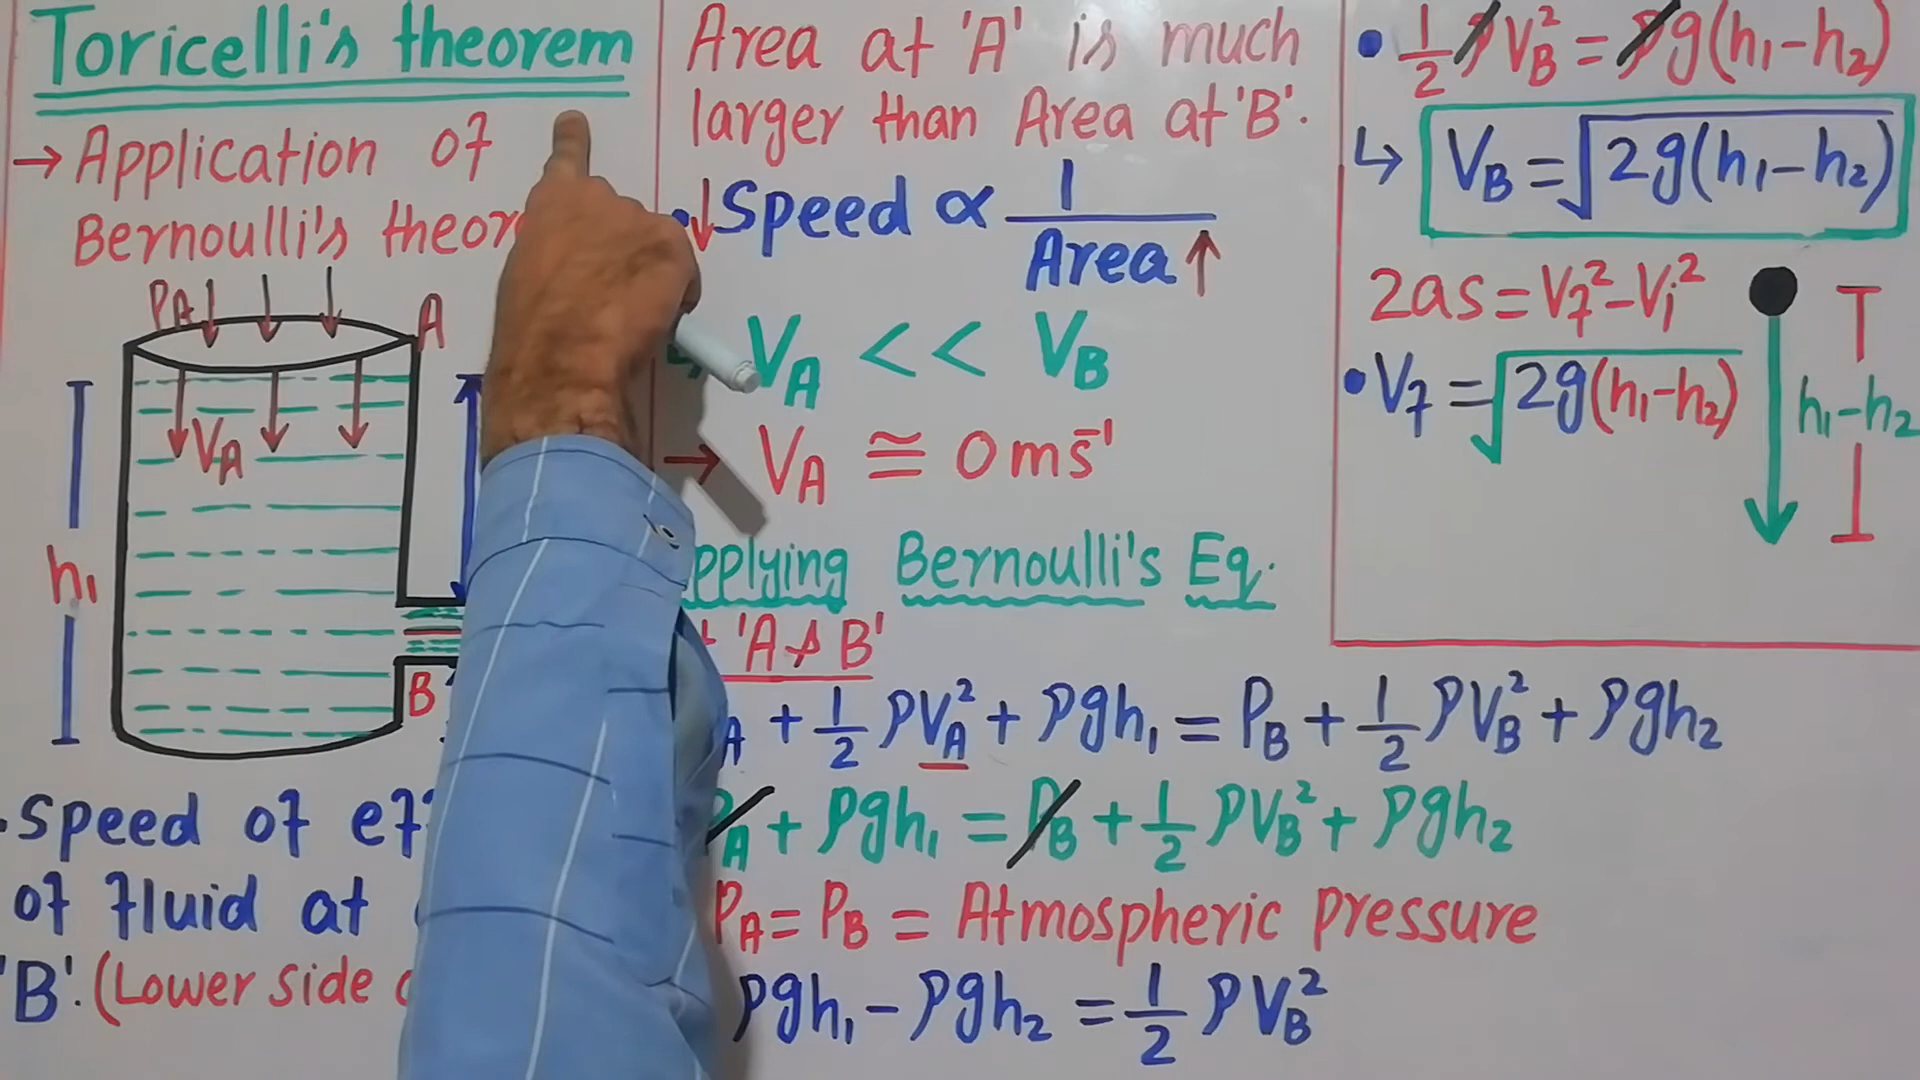 Toricelli's theorem
→ Application of
Bernoulli's
PA
A
VA
h₁
B
• Speed of
of fluid at
'B'. (Lower side
Area at 'A' is much
larger than Area at 'B'.
↓Speed ∝ 1/Area↑
VA << VB
→ VA ≅ 0 ms⁻¹
Bernoulli's Eq.
'A → B'
A + 1/2 ρVA² + ρgh₁ = PB + 1/2 ρVB² + ρgh₂
PA + ρgh₁ = PB + 1/2 ρVB² + ρgh₂
PA = PB = Atmospheric pressure
ρgh₁ - ρgh₂ = 1/2 ρVB²
• 1/2 ρVB² = ρg(h₁-h₂)
↳ VB = √2g(h₁-h₂)
2as = Vf² - Vi²
• Vf = √2g(h₁-h₂)
h₁-h₂